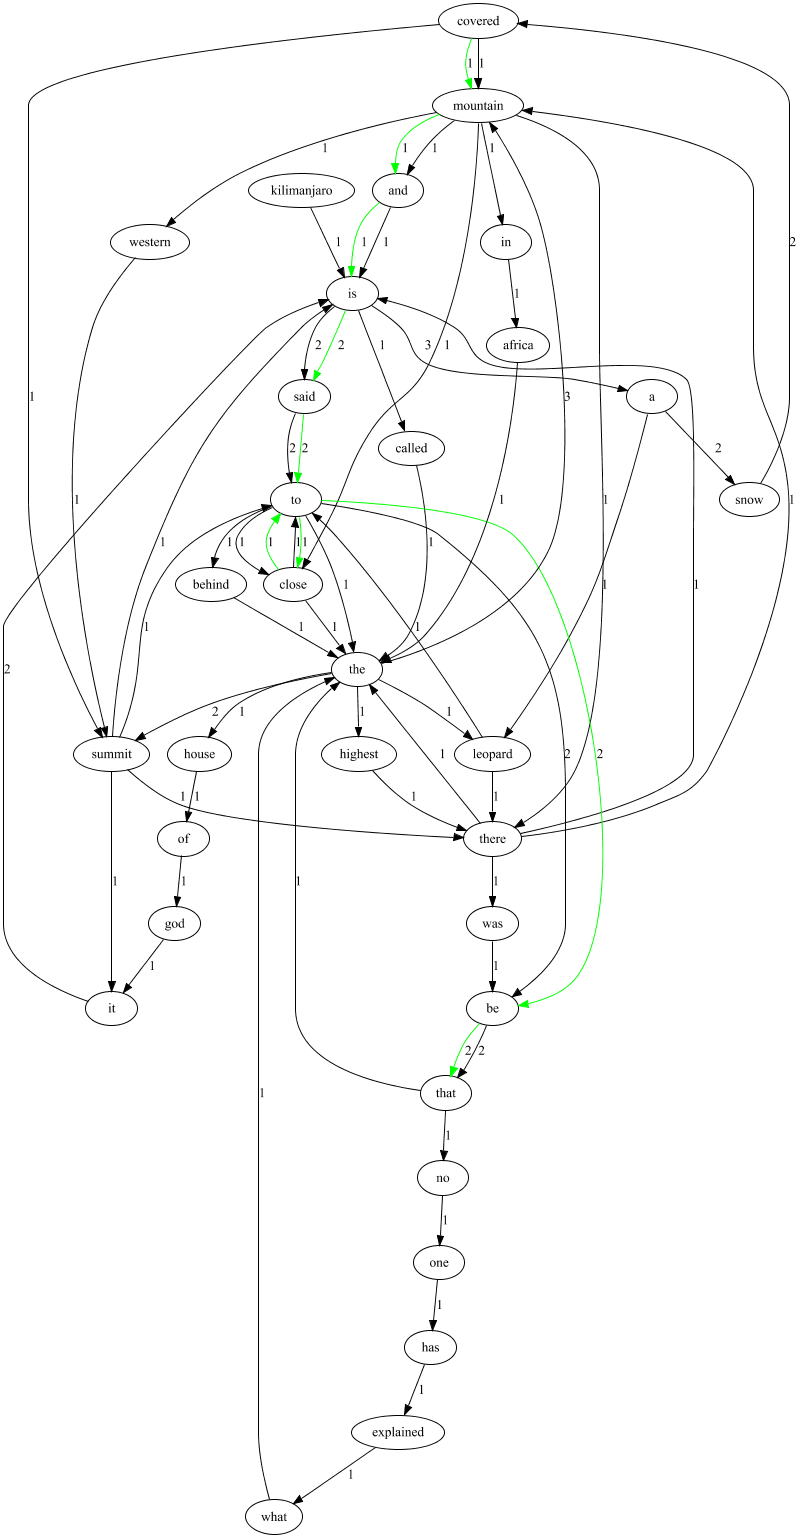 covered
1 1
mountain
1 1 1 1
kilimanjaro and
western in
1 1 1 2
is
1
2 2 1 3 1 africa
1 said 3 a
2 2 called 2
to snow
1 1 1 1
1 1 1 1 1 1 1 1
behind close 1 1
1 1 1
the
2 2 1 1 1 2 2
summit house highest leopard
1 1 1 1
1
of there
1 1 1 1
god was
1 1
it be
2 2
that
1 1
no
1
one
1
has
1
explained
1
what